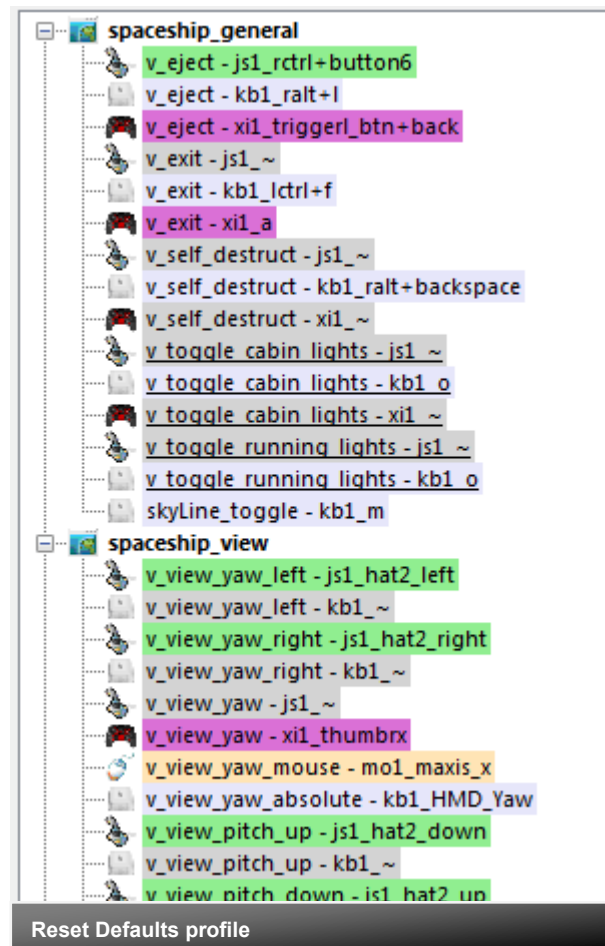 spaceship_general
v_eject - js1_rctrl+button6
v_eject - kb1_ralt+l
v_eject - xi1_triggerl_btn+back
v_exit - js1_~
v_exit - kb1_lctrl+f
v_exit - xi1_a
v_self_destruct - js1_~
v_self_destruct - kb1_ralt+backspace
v_self_destruct - xi1_~
v_toggle_cabin_lights - js1_~
v_toggle_cabin_lights - kb1_o
v_toggle_cabin_lights - xi1_~
v_toggle_running_lights - js1_~
v_toggle_running_lights - kb1_o
skyLine_toggle - kb1_m
spaceship_view
v_view_yaw_left - js1_hat2_left
v_view_yaw_left - kb1_~
v_view_yaw_right - js1_hat2_right
v_view_yaw_right - kb1_~
v_view_yaw - js1_~
v_view_yaw - xi1_thumbrx
v_view_yaw_mouse - mo1_maxis_x
v_view_yaw_absolute - kb1_HMD_Yaw
v_view_pitch_up - js1_hat2_down
v_view_pitch_up - kb1_~
v_view_pitch_down - js1_hat2_up
Reset Defaults profile